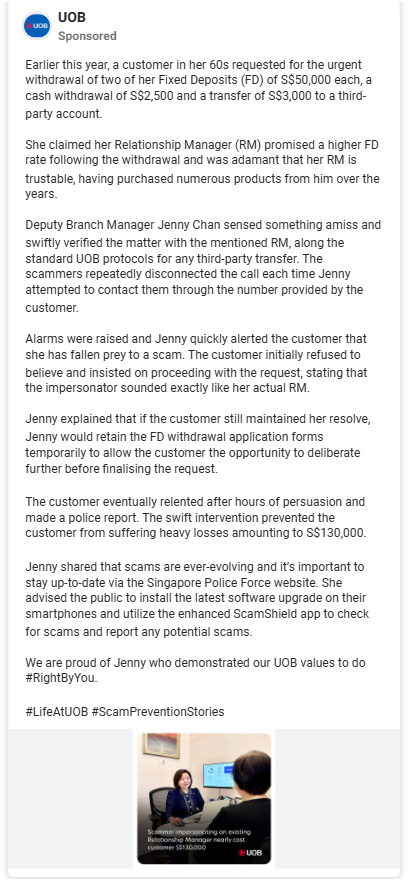 UOB
UOB
Sponsored
Earlier this year, a customer in her 60s requested for the urgent
withdrawal of two of her Fixed Deposits (FD) of S$50,000 each, a
cash withdrawal of S$2,500 and a transfer of S$3,000 to a third-
party account.
She claimed her Relationship Manager (RM) promised a higher FD
rate following the withdrawal and was adamant that her RM is
trustable, having purchased numerous products from him over the
years.
Deputy Branch Manager Jenny Chan sensed something amiss and
swiftly verified the matter with the mentioned RM, along the
standard UOB protocols for any third-party transfer. The
scammers repeatedly disconnected the call each time Jenny
attempted to contact them through the number provided by the
customer.
Alarms were raised and Jenny quickly alerted the customer that
she has fallen prey to a scam. The customer initially refused to
believe and insisted on proceeding with the request, stating that
the impersonator sounded exactly like her actual RM.
Jenny explained that if the customer still maintained her resolve,
Jenny would retain the FD withdrawal application forms
temporarily to allow the customer the opportunity to deliberate
further before finalising the request.
The customer eventually relented after hours of persuasion and
made a police report. The swift intervention prevented the
customer from suffering heavy losses amounting to S$130,000.
Jenny shared that scams are ever-evolving and it's important to
stay up-to-date via the Singapore Police Force website. She
advised the public to install the latest software upgrade on their
smartphones and utilize the enhanced ScamShield app to check
for scams and report any potential scams.
We are proud of Jenny who demonstrated our UOB values to do
#RightByYou.
#LifeAtUOB #ScamPreventionStories
Scammer impersonating an existing
Relationship Manager nearly cost
customer S$130,000
UOB